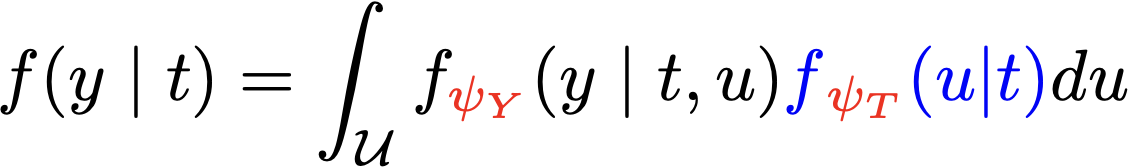 f(y | t) = ∫_𝒰 f_{ψ_Y}(y | t, u) f_{ψ_T}(u|t) du